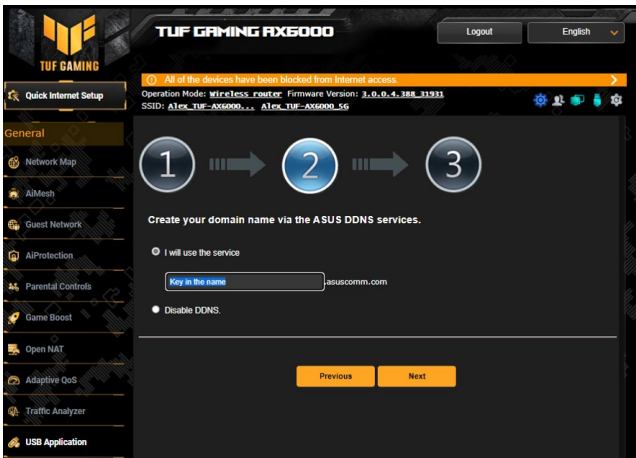 TUF GAMING
TUF GAMING AX6000
Logout
English
All of the devices have been blocked from Internet access.
Quick Internet Setup
Operation Mode: Wireless router Firmware Version: 3.0.0.4.388_31931
SSID: Alex_TUF-AX6000... Alex_TUF-AX6000_5G
General
Network Map
AiMesh
Guest Network
AiProtection
Parental Controls
Game Boost
Open NAT
Adaptive QoS
Traffic Analyzer
USB Application
1
2
3
Create your domain name via the ASUS DDNS services.
I will use the service
Key in the name .asuscomm.com
Disable DDNS.
Previous Next